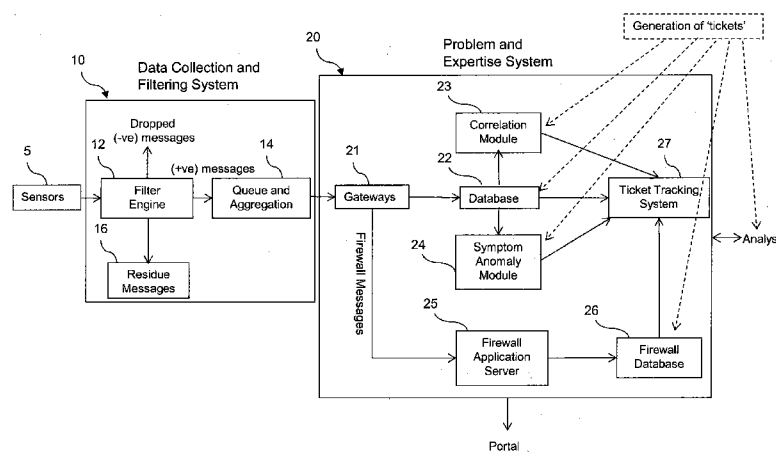 Generation of 'tickets'
20
Problem and
Expertise System
10
Data Collection and
Filtering System
23
Correlation
Module
Dropped
(-ve) messages
5
12
(+ve) messages
14
21
22
27
Sensors
Filter
Engine
Queue and
Aggregation
Gateways
Database
Ticket Tracking
System
Analyst
16
Residue
Messages
24
Symptom
Anomaly
Module
Firewall Messages
25
26
Firewall
Application
Server
Firewall
Database
Portal